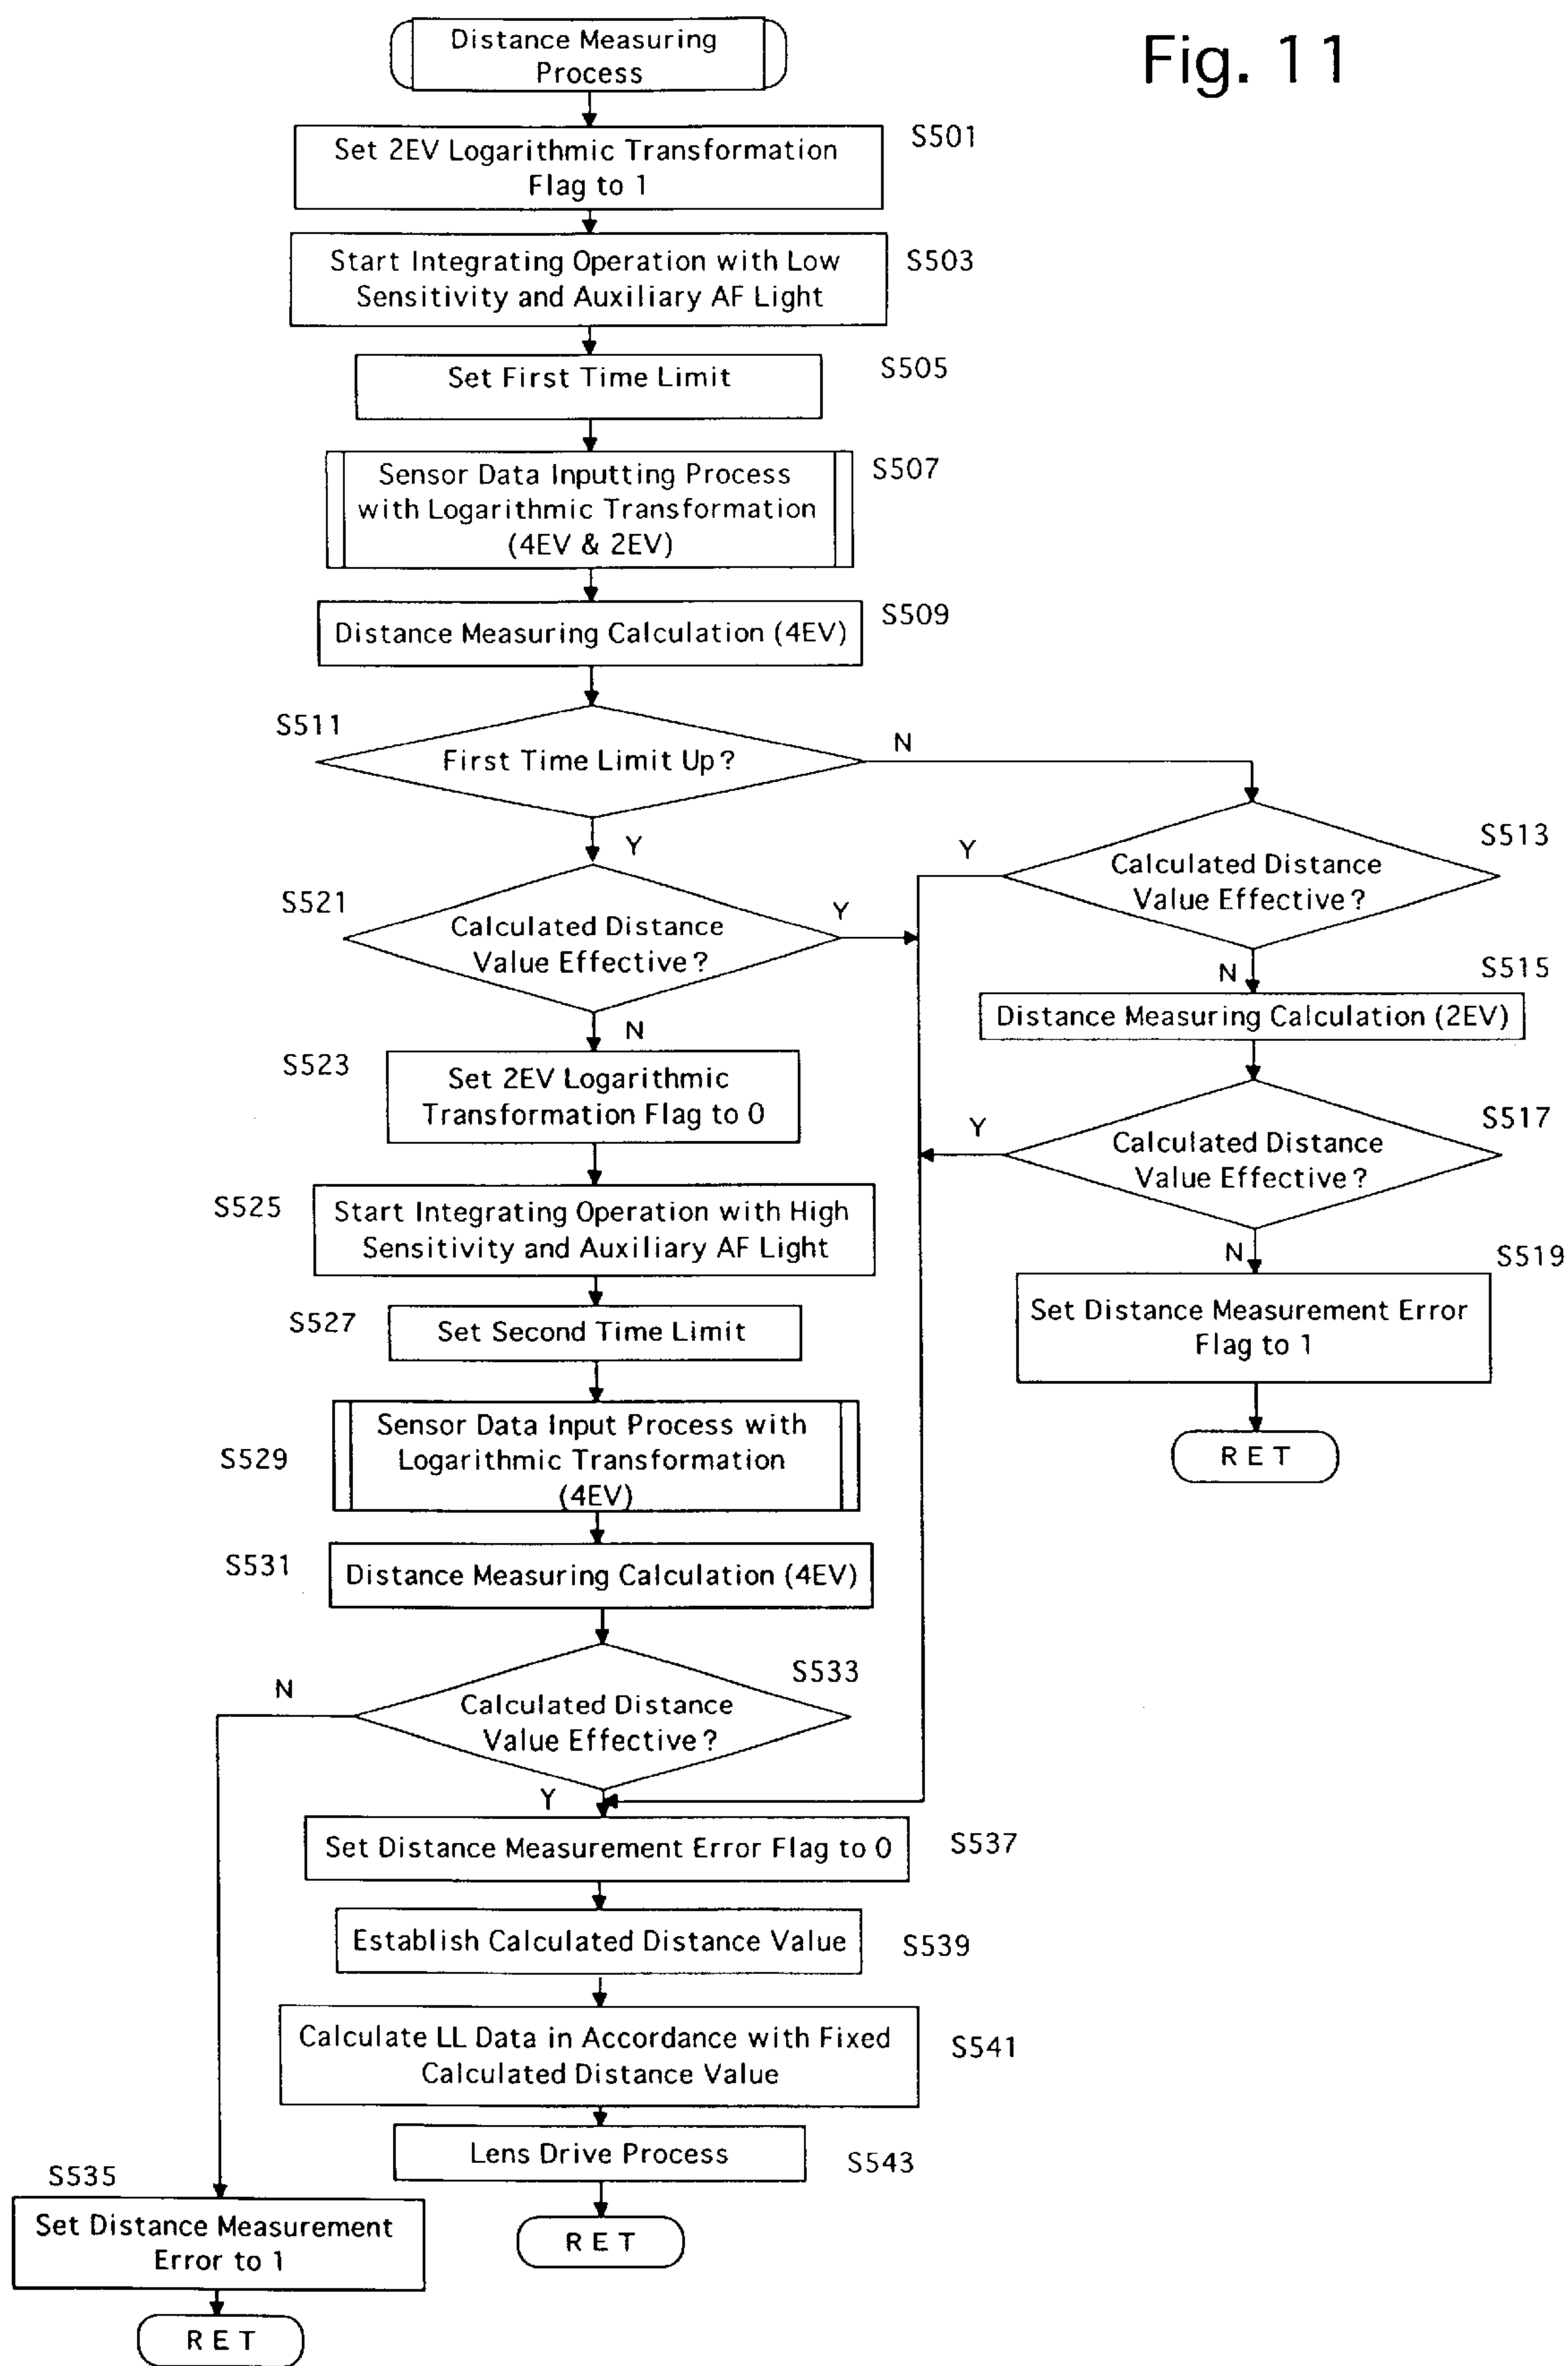 Fig. 11
Distance Measuring
Process
S501
Set 2EV Logarithmic Transformation
Flag to 1
S503
Start Integrating Operation with Low
Sensitivity and Auxiliary AF Light
S505
Set First Time Limit
S507
Sensor Data Inputting Process
with Logarithmic Transformation
(4EV & 2EV)
S509
Distance Measuring Calculation (4EV)
S511
First Time Limit Up?
N
Y
S513
Calculated Distance
Value Effective?
Y
N
S515
Distance Measuring Calculation (2EV)
S517
Calculated Distance
Value Effective?
Y
N
S519
Set Distance Measurement Error
Flag to 1
RET
S521
Calculated Distance
Value Effective?
Y
N
S523
Set 2EV Logarithmic
Transformation Flag to 0
S525
Start Integrating Operation with High
Sensitivity and Auxiliary AF Light
S527
Set Second Time Limit
S529
Sensor Data Input Process with
Logarithmic Transformation
(4EV)
S531
Distance Measuring Calculation (4EV)
S533
Calculated Distance
Value Effective?
N
Y
S537
Set Distance Measurement Error Flag to 0
S539
Establish Calculated Distance Value
S541
Calculate LL Data in Accordance with Fixed
Calculated Distance Value
S543
Lens Drive Process
RET
S535
Set Distance Measurement
Error to 1
RET